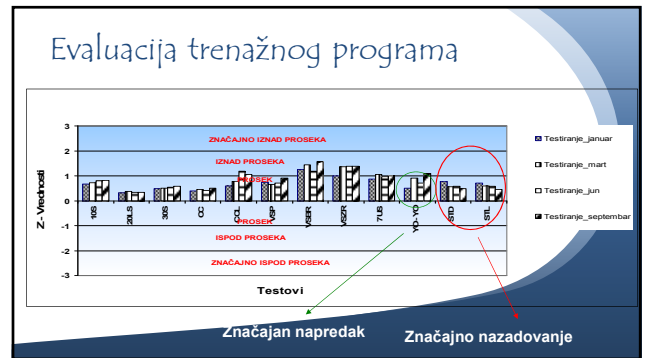 Evaluacija trenažnog programa
3
2
1
0
-1
-2
-3
Z - Vrednosti
ZNAČAJNO IZNAD PROSEKA
IZNAD PROSEKA
PROSEK
PROSEK
ISPOD PROSEKA
ZNAČAJNO ISPOD PROSEKA
10S
20LS
30S
CC
CCL
VSP
VSBR
VSZR
7US
YO - YO
STD
STL
Testovi
Testiranje_januar
Testiranje_mart
Testiranje_jun
Testiranje_septembar
Značajan napredak
Značajno nazadovanje